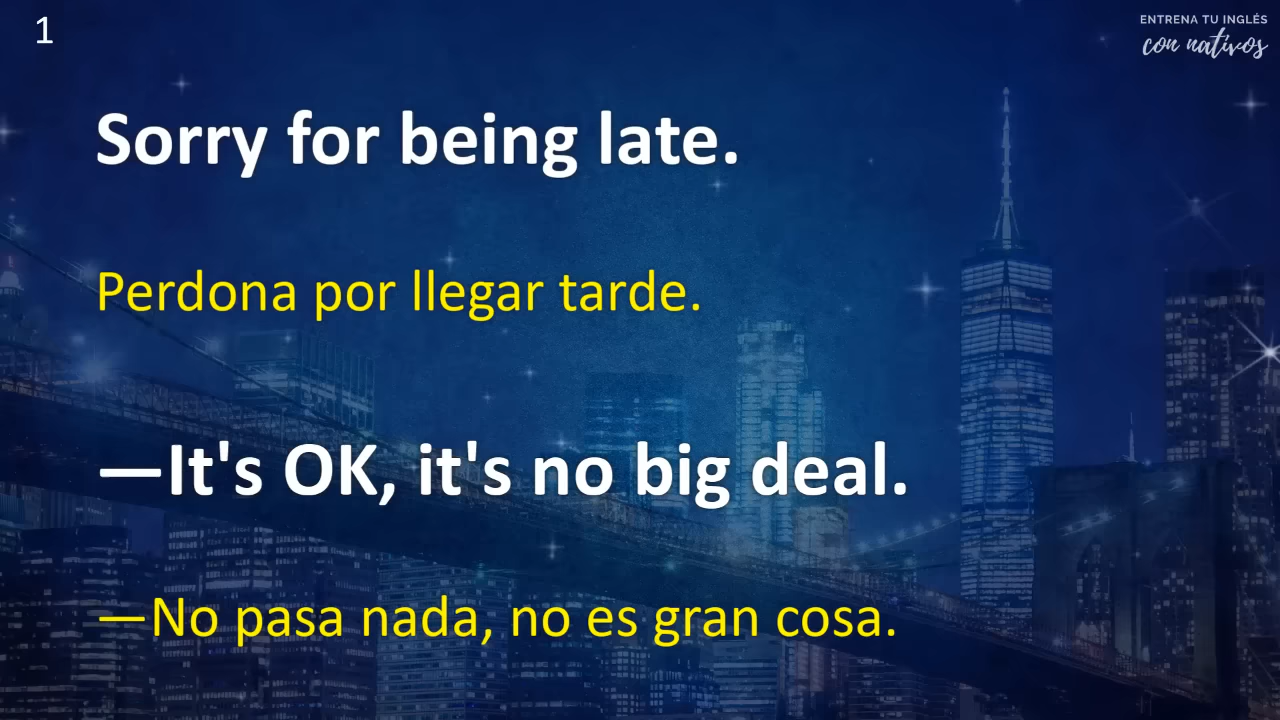 1
ENTRENA TU INGLÉS
con nativos
Sorry for being late.
Perdona por llegar tarde.
—It's OK, it's no big deal.
—No pasa nada, no es gran cosa.